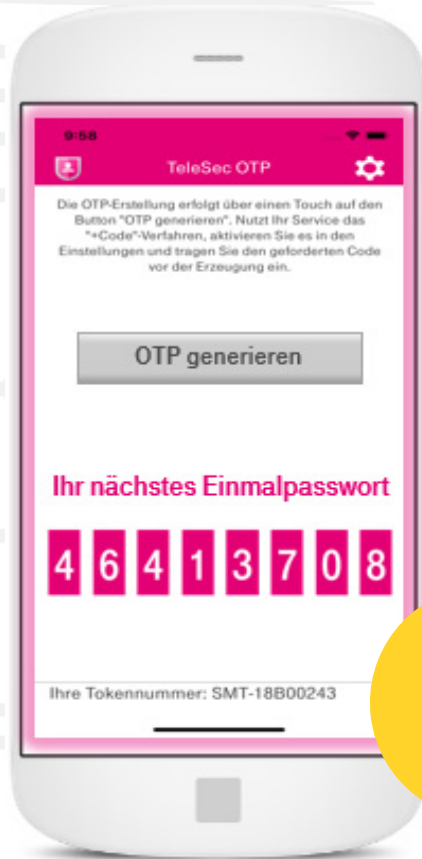 9:58
TeleSec OTP
Die OTP-Erstellung erfolgt über einen Touch auf den
Button "OTP generieren". Nutzt Ihr Service das
"+Code"-Verfahren, aktivieren Sie es in den
Einstellungen und tragen Sie den geforderten Code
vor der Erzeugung ein.
OTP generieren
Ihr nächstes Einmalpasswort
4 6 4 1 3 7 0 8
Ihre Tokennummer: SMT-18B00243